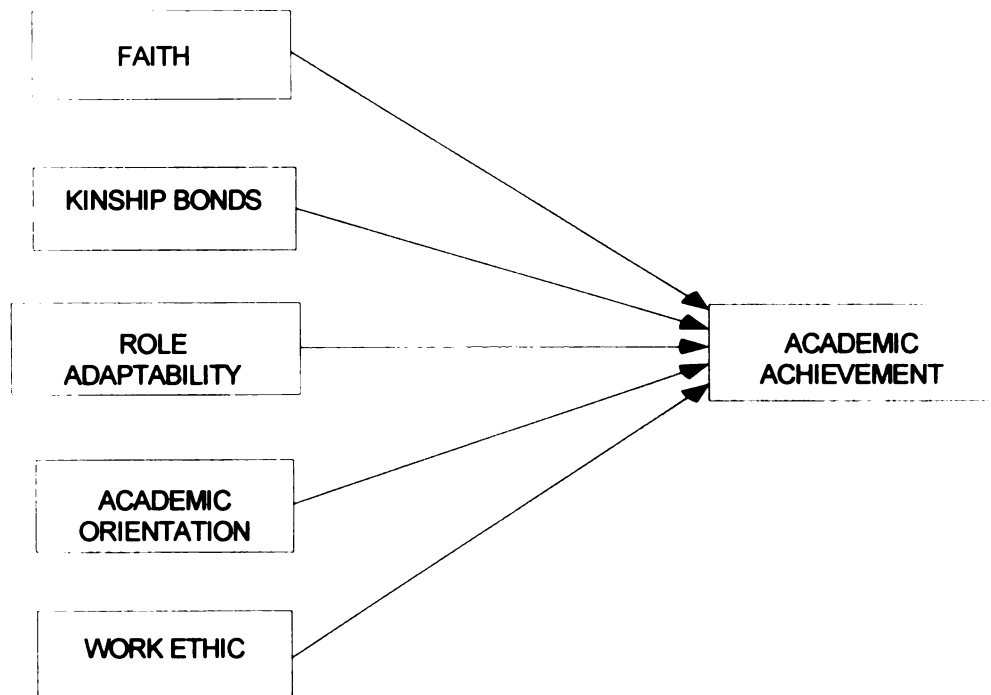 FAITH
KINSHIP BONDS
ROLE
ADAPTABILITY
ACADEMIC
ORIENTATION
WORK ETHIC
ACADEMIC
ACHIEVEMENT